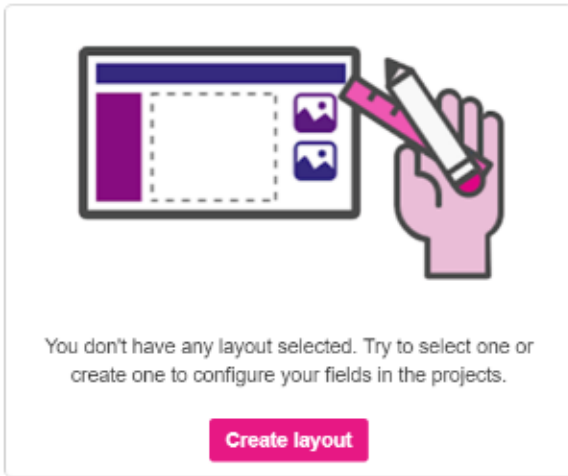 You don't have any layout selected. Try to select one or
create one to configure your fields in the projects.
Create layout